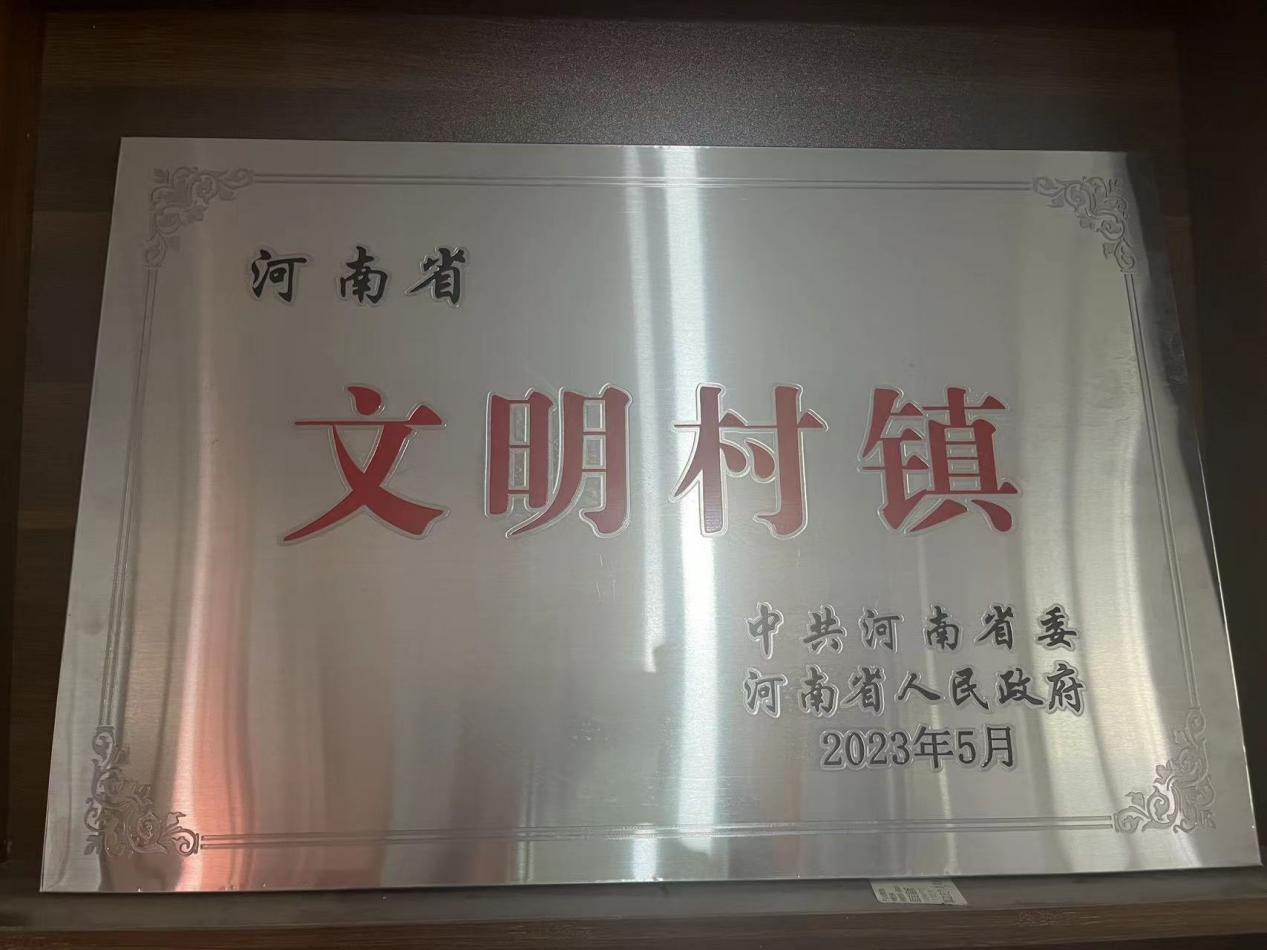 河南省
文明村镇
中共河南省委
河南省人民政府
2023年5月